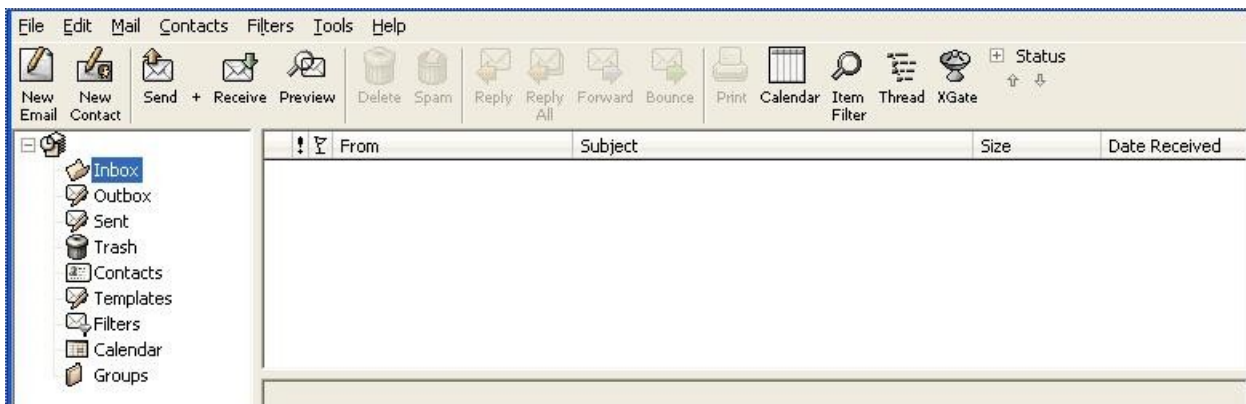 File Edit Mail Contacts Filters Tools Help
New Email New Contact Send + Receive Preview Delete Spam Reply Reply All Forward Bounce Print Calendar Item Filter Thread XGate Status
! From Subject Size Date Received
Inbox
Outbox
Sent
Trash
Contacts
Templates
Filters
Calendar
Groups